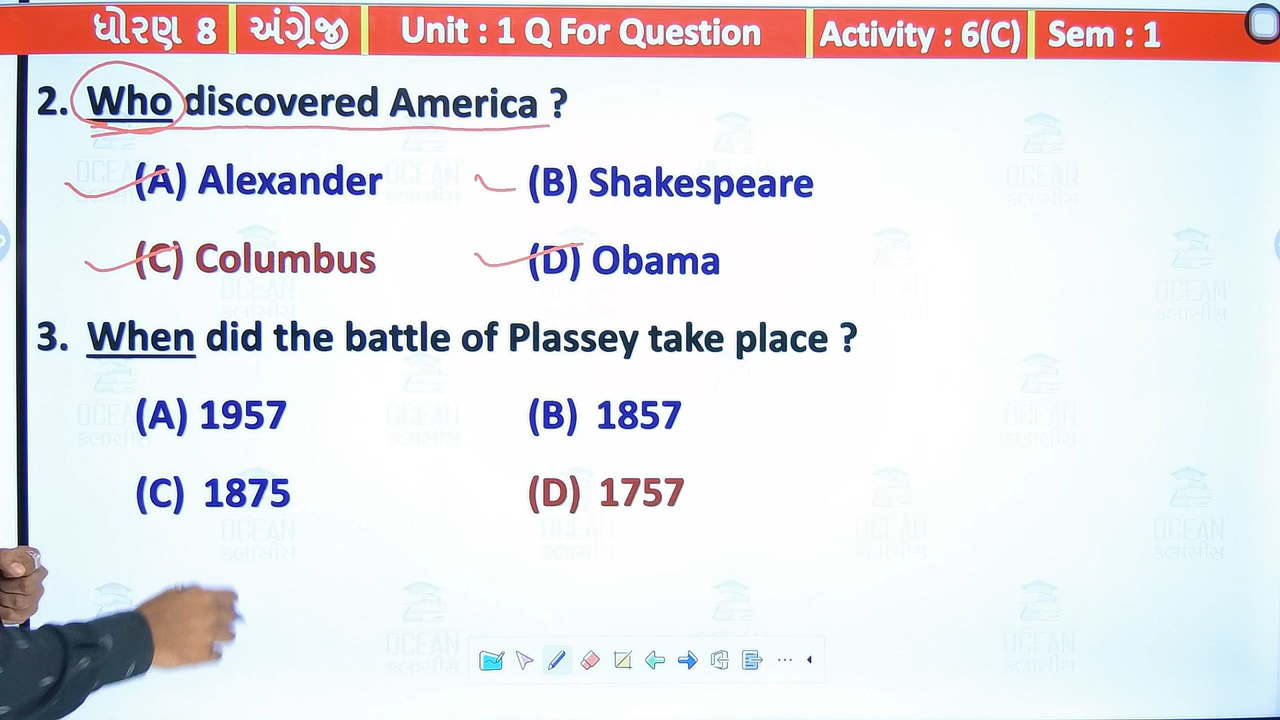 ધોરણ 8 અંગ્રેજી Unit : 1 Q For Question Activity : 6(C) Sem : 1
2. Who discovered America ?
(A) Alexander (B) Shakespeare
(C) Columbus (D) Obama
3. When did the battle of Plassey take place ?
(A) 1957 (B) 1857
(C) 1875 (D) 1757
OCEAN
ક્લાસીસ